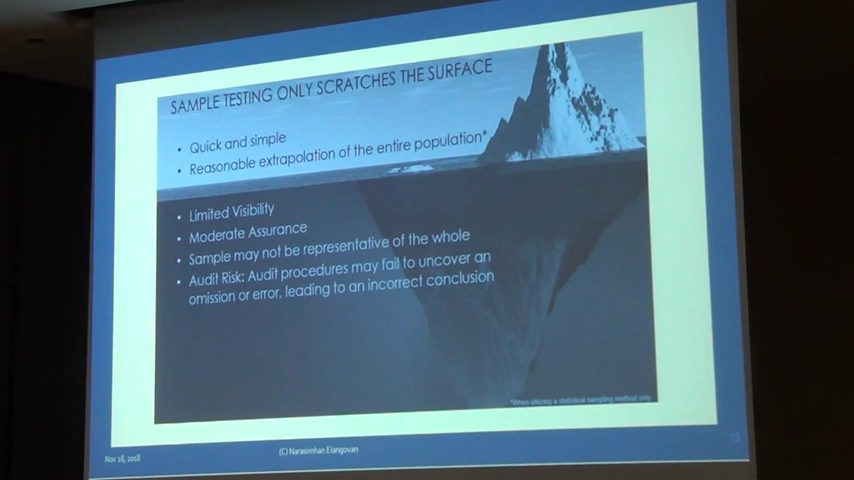 SAMPLE TESTING ONLY SCRATCHES THE SURFACE
• Quick and simple
• Reasonable extrapolation of the entire population*
• Limited Visibility
• Moderate Assurance
• Sample may not be representative of the whole
• Audit Risk: Audit procedures may fail to uncover an
omission or error, leading to an incorrect conclusion
*When utilizing a statistical sampling method only
Nov 28, 2018
(C) Narasimhan Elangovan